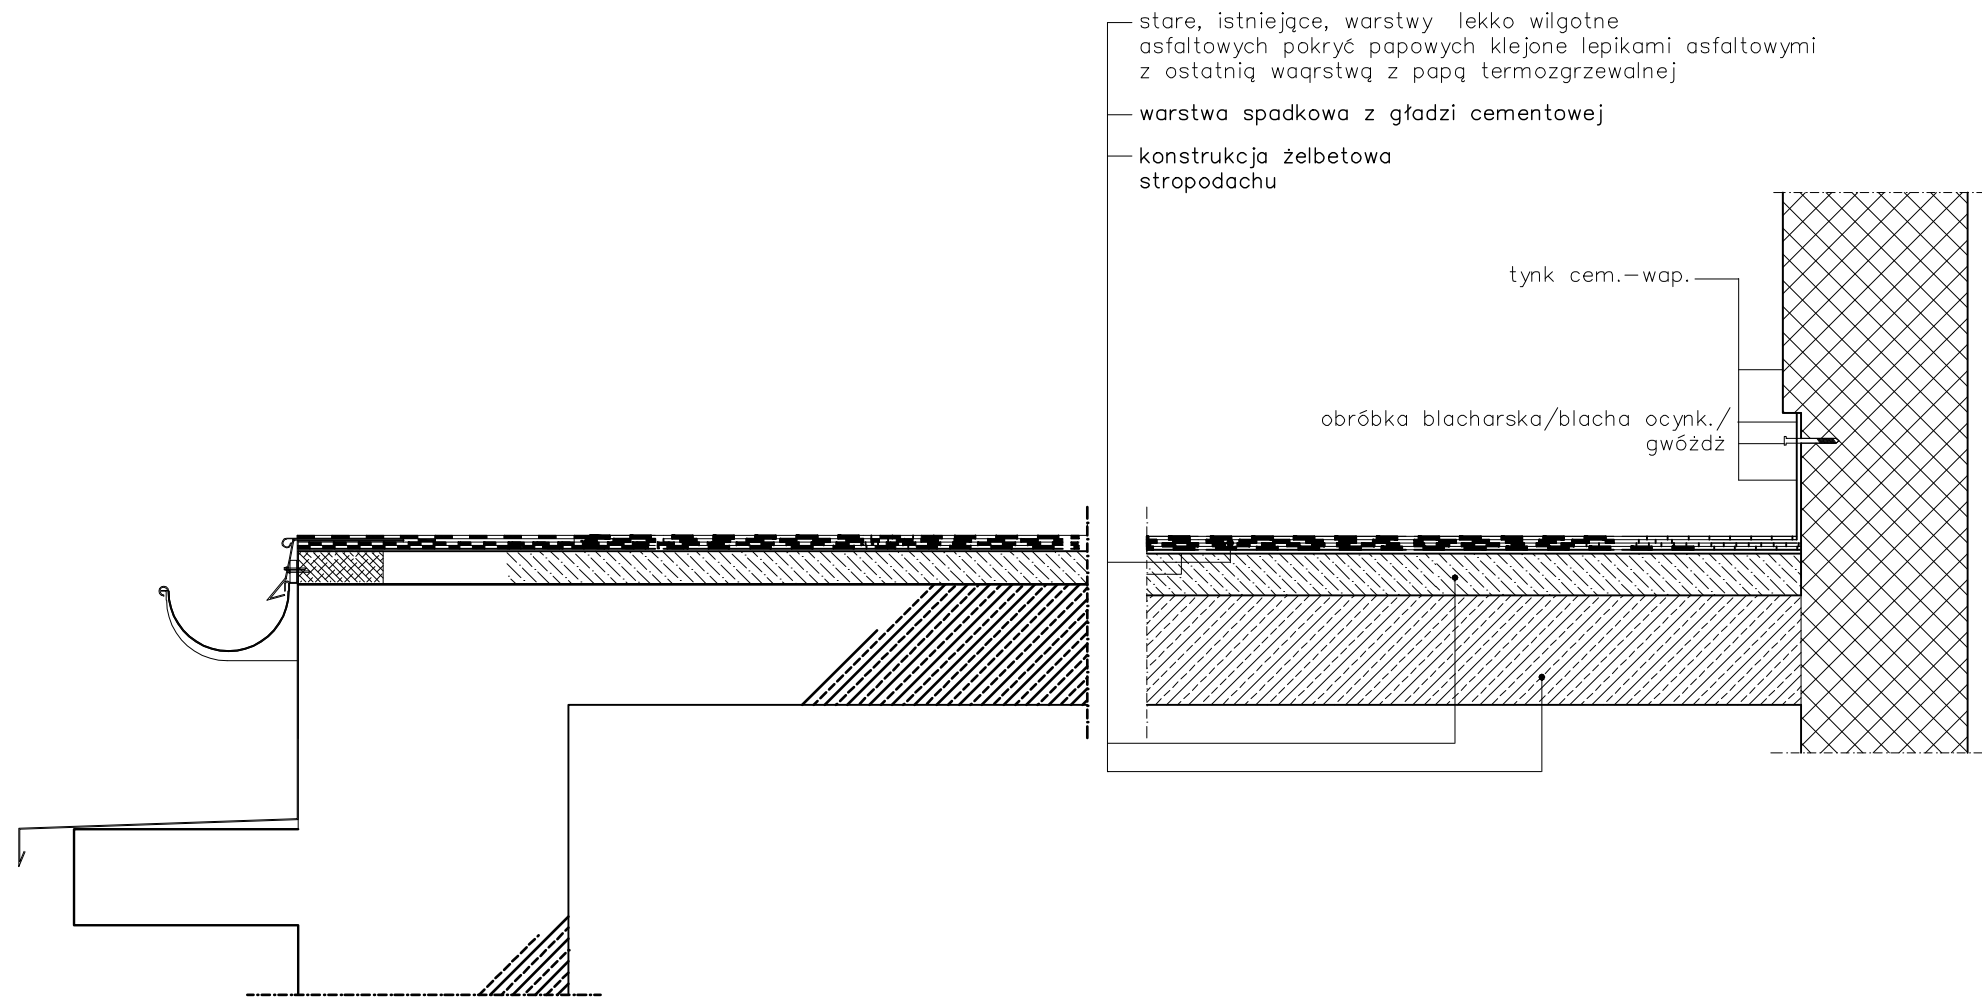 stare, istniejące, warstwy lekko wilgotne
asfaltowych pokryć papowych klejone lepikami asfaltowymi
z ostatnią waqrstwą z papą termozgrzewalnej
warstwa spadkowa z gładzi cementowej
konstrukcja żelbetowa
stropodachu
tynk cem.-wap.
obróbka blacharska/blacha ocynk./
gwóźdź